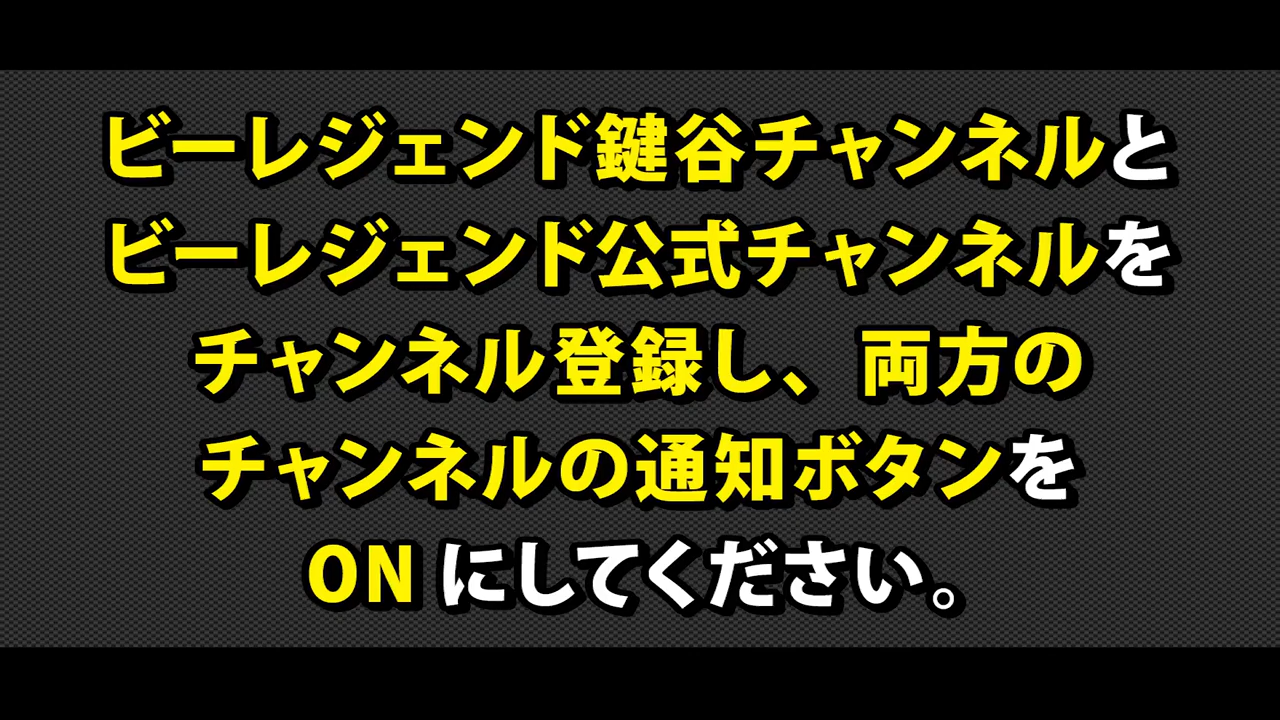 ビーレジェンド鍵谷チャンネルと
ビーレジェンド公式チャンネルを
チャンネル登録し、両方の
チャンネルの通知ボタンを
ON にしてください。